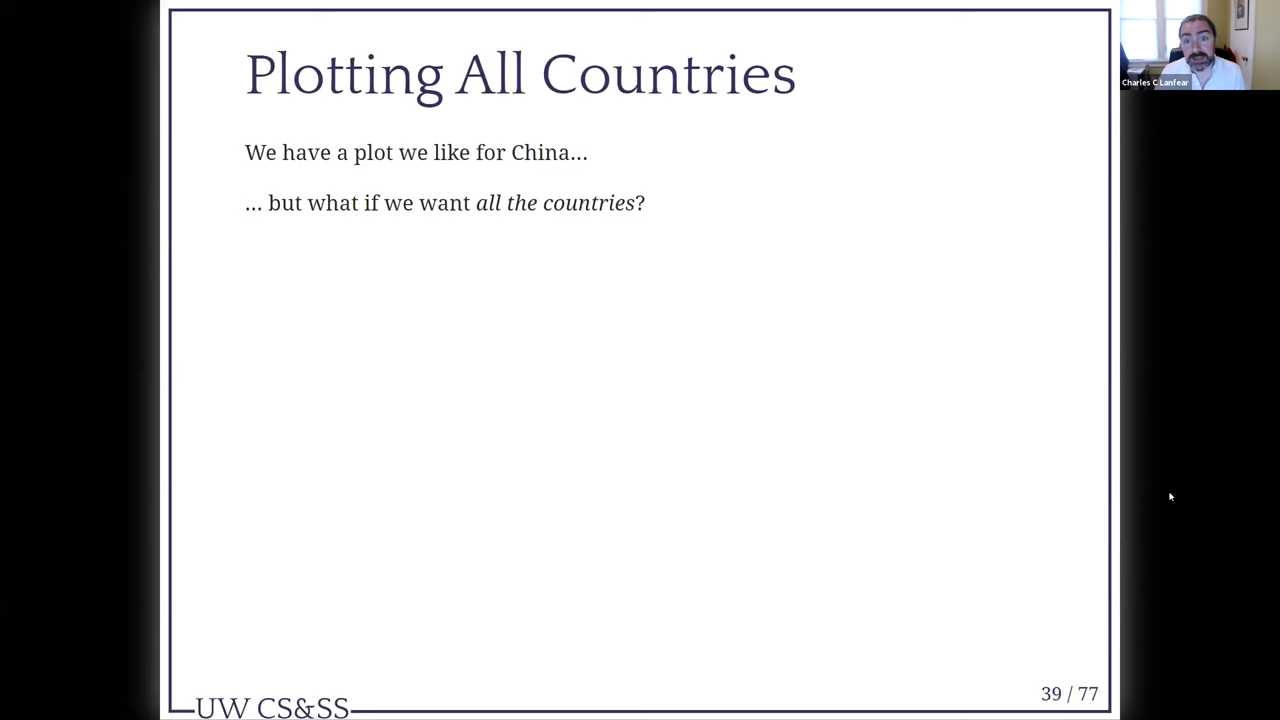 Plotting All Countries
We have a plot we like for China...
... but what if we want all the countries?
39 / 77
UW CS&SS
Charles C Lanfear